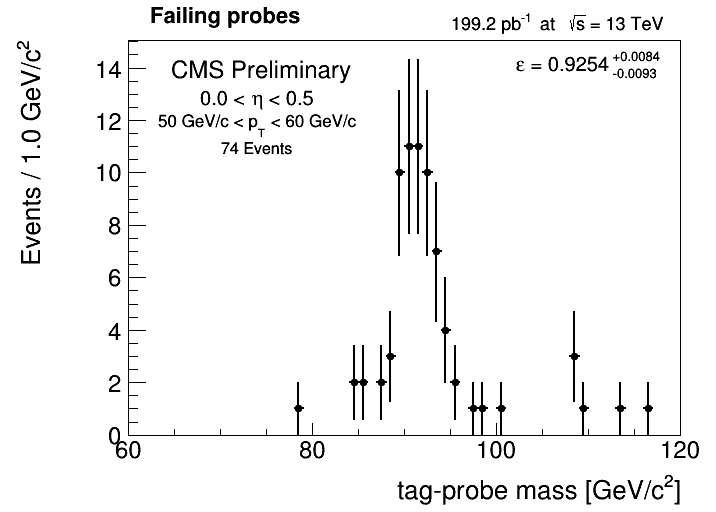 Failing probes
199.2 pb⁻¹ at √s = 13 TeV
CMS Preliminary
0.0 < η < 0.5
50 GeV/c < p_T < 60 GeV/c
74 Events
ε = 0.9254 +0.0084 -0.0093
Events / 1.0 GeV/c²
14
12
10
8
6
4
2
0
60 80 100 120
tag-probe mass [GeV/c²]